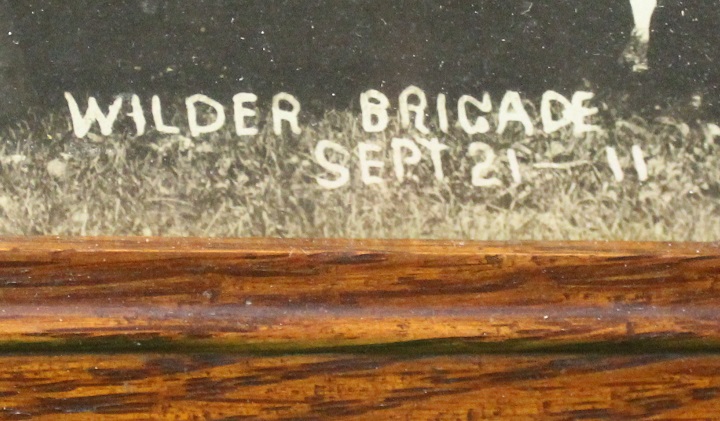 WILDER BRIGADE
SEPT 21 — 11